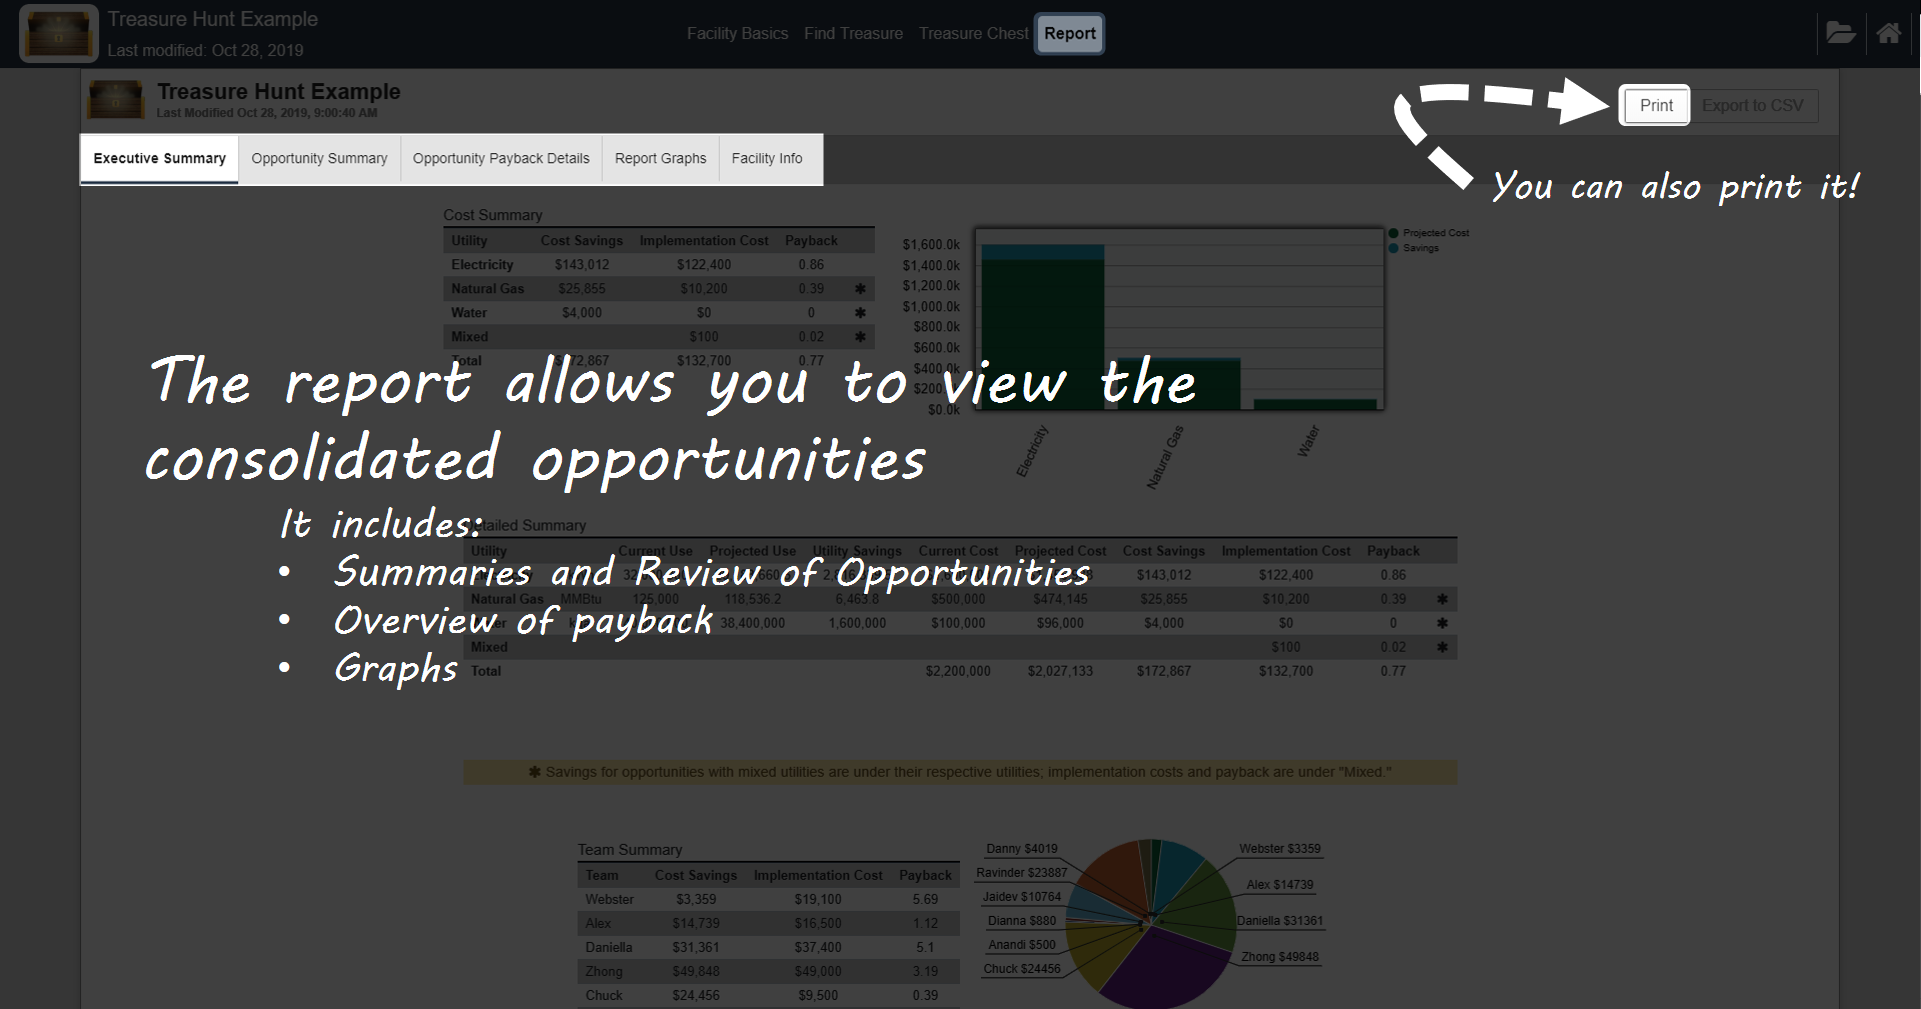 Treasure Hunt Example
Last modified: Oct 28, 2019
Facility Basics Find Treasure Treasure Chest Report
Treasure Hunt Example
Last Modified Oct 28, 2019, 9:00:40 AM
Print Export to CSV
You can also print it!
Executive Summary Opportunity Summary Opportunity Payback Details Report Graphs Facility Info
Cost Summary
Utility Cost Savings Implementation Cost Payback
Electricity $143,012 $122,400 0.86
Natural Gas $25,855 $10,200 0.39 ✱
Water $4,000 $0 0 ✱
Mixed $100 0.02 ✱
Total $172,867 $132,700 0.77
$1,600.0k
$1,400.0k
$1,200.0k
$1,000.0k
$800.0k
$600.0k
$400.0k
$0.0k
Projected Cost
Savings
Electricity
Natural Gas
Water
The report allows you to view the
consolidated opportunities
It includes:
• Summaries and Review of Opportunities
• Overview of payback
• Graphs
Detailed Summary
Utility Current Use Projected Use Utility Savings Current Cost Projected Cost Cost Savings Implementation Cost Payback
$143,012 $122,400 0.86
Natural Gas MMBtu 125,000 118,536.2 6,463.8 $500,000 $474,145 $25,855 $10,200 0.39 ✱
38,400,000 1,600,000 $100,000 $96,000 $4,000 $0 0 ✱
Mixed $100 0.02 ✱
Total $2,200,000 $2,027,133 $172,867 $132,700 0.77
✱ Savings for opportunities with mixed utilities are under their respective utilities; implementation costs and payback are under "Mixed."
Team Summary
Team Cost Savings Implementation Cost Payback
Webster $3,359 $19,100 5.69
Alex $14,739 $16,500 1.12
Daniella $31,361 $37,400 5.1
Zhong $49,848 $49,000 3.19
Chuck $24,456 $9,500 0.39
Danny $4019
Ravinder $23887
Jaidev $10764
Dianna $880
Anandi $500
Chuck $24456
Webster $3359
Alex $14739
Daniella $31361
Zhong $49848